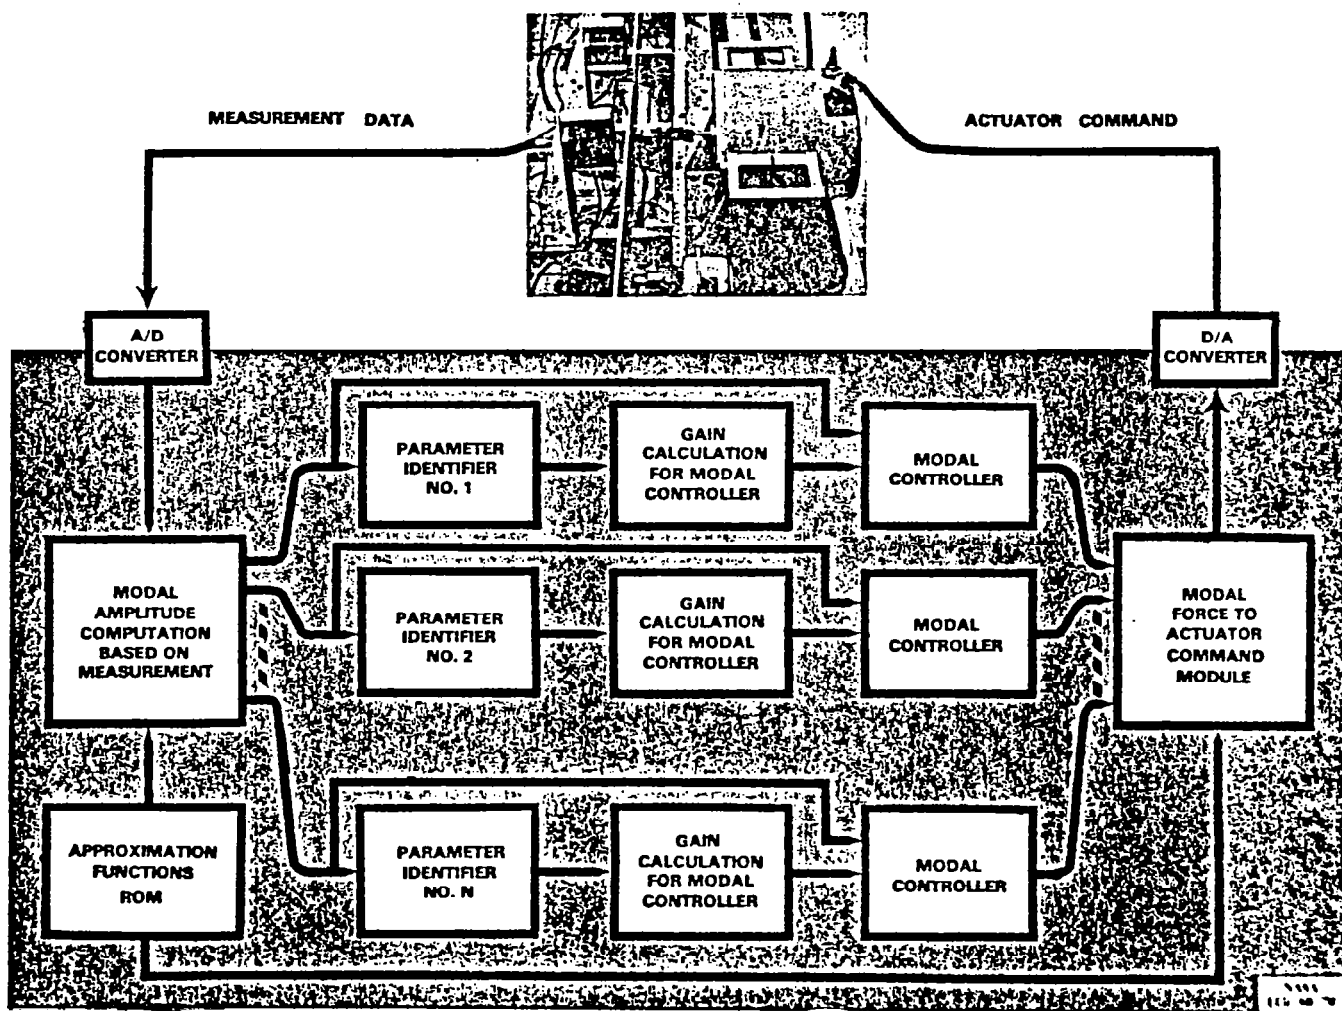 MEASUREMENT DATA
ACTUATOR COMMAND
A/D
CONVERTER
D/A
CONVERTER
PARAMETER
IDENTIFIER
NO. 1
GAIN
CALCULATION
FOR MODAL
CONTROLLER
MODAL
CONTROLLER
MODAL
AMPLITUDE
COMPUTATION
BASED ON
MEASUREMENT
PARAMETER
IDENTIFIER
NO. 2
GAIN
CALCULATION
FOR MODAL
CONTROLLER
MODAL
CONTROLLER
MODAL
FORCE TO
ACTUATOR
COMMAND
MODULE
APPROXIMATION
FUNCTIONS
ROM
PARAMETER
IDENTIFIER
NO. N
GAIN
CALCULATION
FOR MODAL
CONTROLLER
MODAL
CONTROLLER